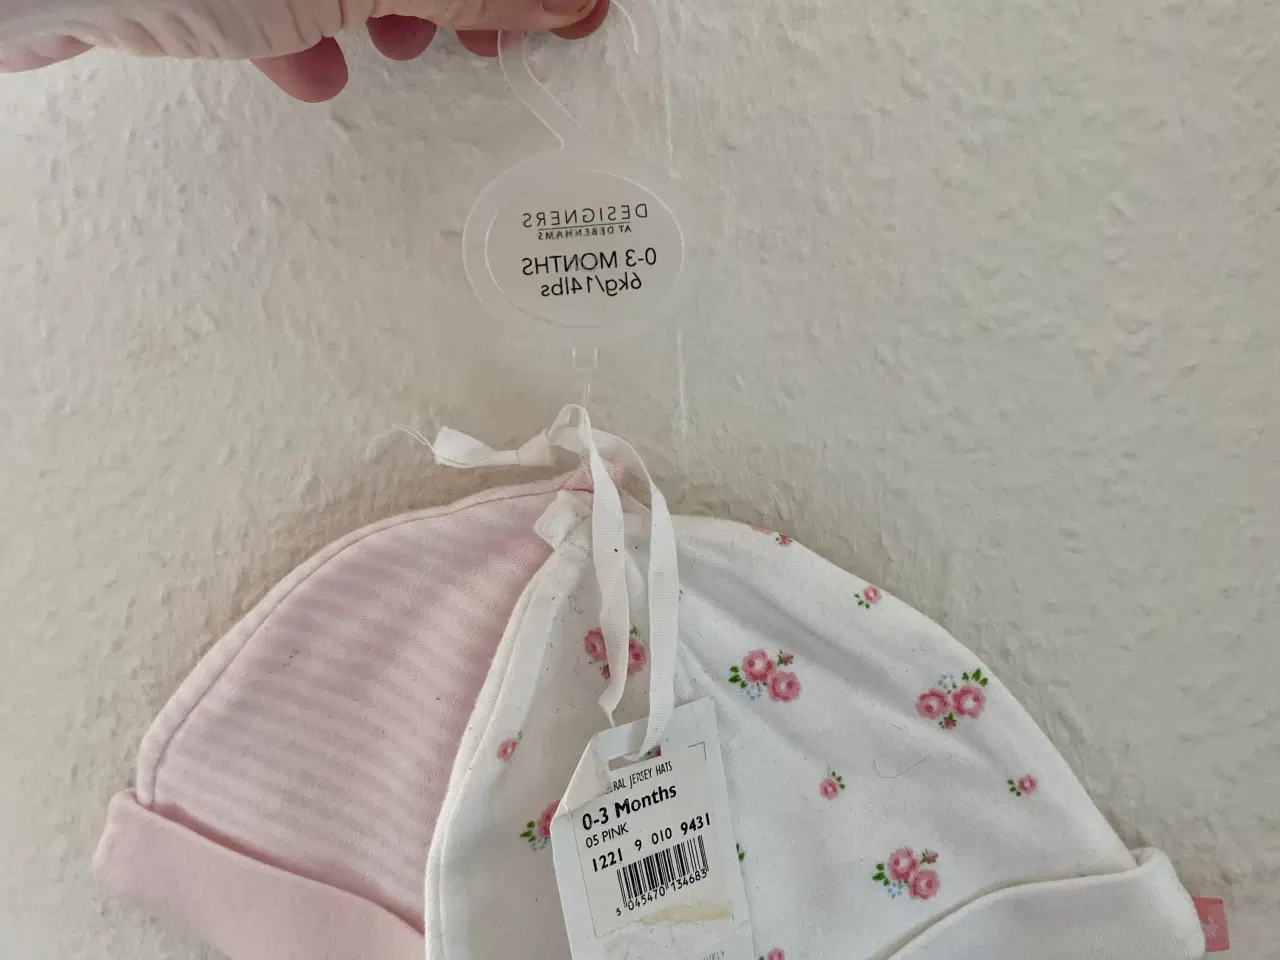 DESIGNERS
AT DEBENHAMS
0-3 MONTHS
6kg/14lbs
JERSEY HATS
0-3 Months
05 PINK
1221 9 010 9431
5 045470 134683